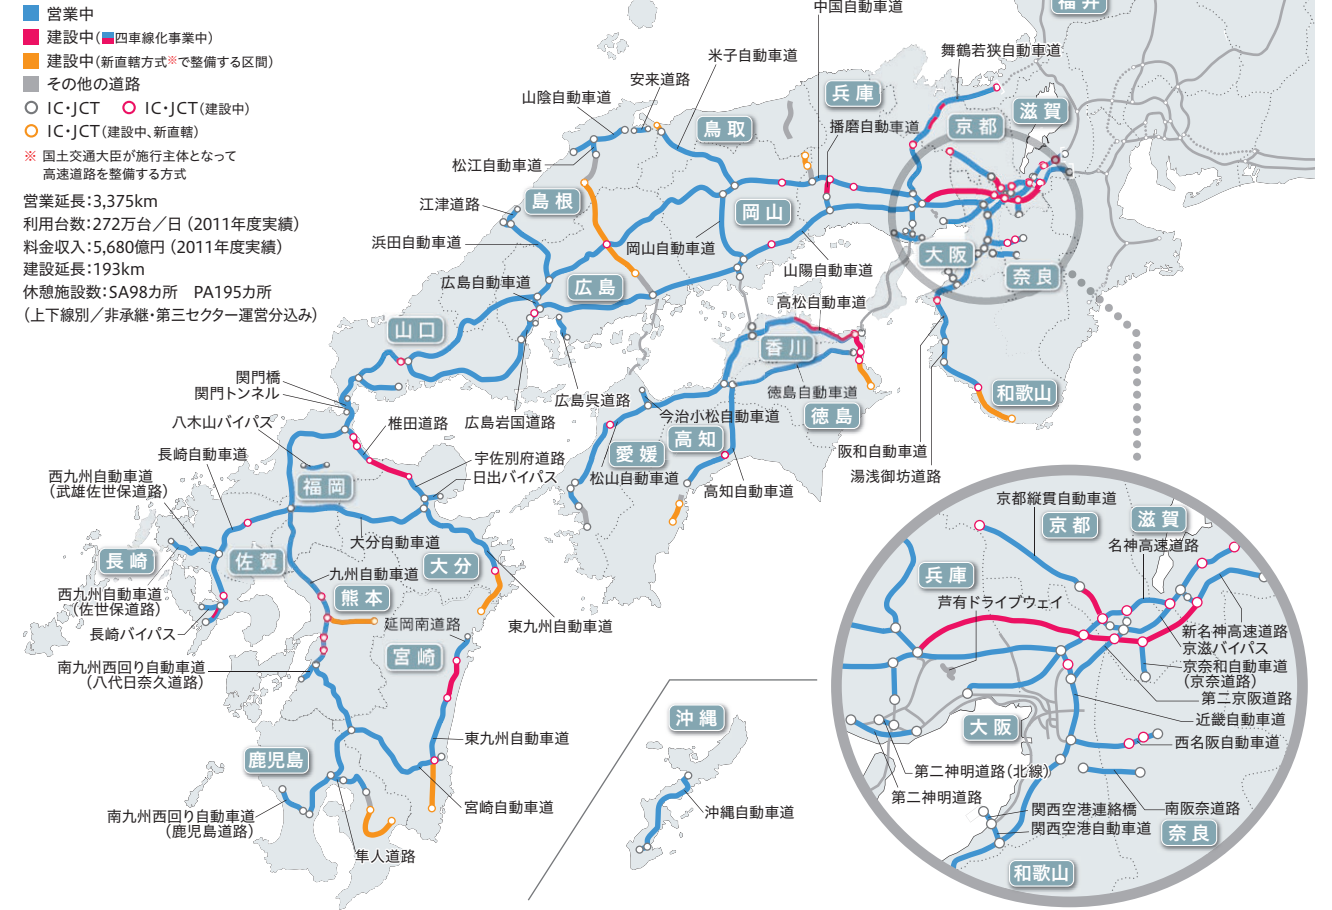 営業中
建設中(四車線化事業中)
建設中(新直轄方式※で整備する区間)
その他の道路
IC・JCT IC・JCT(建設中)
IC・JCT(建設中、新直轄)
※ 国土交通大臣が施行主体となって
高速道路を整備する方式
営業延長:3,375km
利用台数:272万台／日（2011年度実績）
料金収入:5,680億円（2011年度実績）
建設延長:193km
休憩施設数:SA98カ所 PA195カ所
（上下線別／非承継・第三セクター運営分込み）
福井
中国自動車道
舞鶴若狭自動車道
米子自動車道
安来道路
山陰自動車道
兵庫
滋賀
鳥取
播磨自動車道
京都
松江自動車道
島根
江津道路
岡山
浜田自動車道
岡山自動車道
大阪
山陽自動車道
奈良
広島自動車道
広島
高松自動車道
山口
香川
関門橋
関門トンネル
徳島自動車道
和歌山
広島呉道路
八木山バイパス
椎田道路
広島岩国道路
今治小松自動車道
徳島
高知
阪和自動車道
長崎自動車道
愛媛
宇佐別府道路
西九州自動車道
（武雄佐世保道路）
日出バイパス
松山自動車道
湯浅御坊道路
福岡
高知自動車道
大分自動車道
長崎
佐賀
大分
九州自動車道
西九州自動車道
（佐世保道路）
熊本
延岡南道路
東九州自動車道
長崎バイパス
宮崎
南九州西回り自動車道
（八代日奈久道路）
沖縄
東九州自動車道
鹿児島
宮崎自動車道
南九州西回り自動車道
（鹿児島道路）
沖縄自動車道
隼人道路
京都縦貫自動車道
京都
滋賀
名神高速道路
兵庫
芦有ドライブウェイ
新名神高速道路
京滋バイパス
京奈和自動車道
（京奈道路）
第二京阪道路
近畿自動車道
大阪
西名阪自動車道
第二神明道路（北線）
第二神明道路
関西空港連絡橋
南阪奈道路
関西空港自動車道
奈良
和歌山